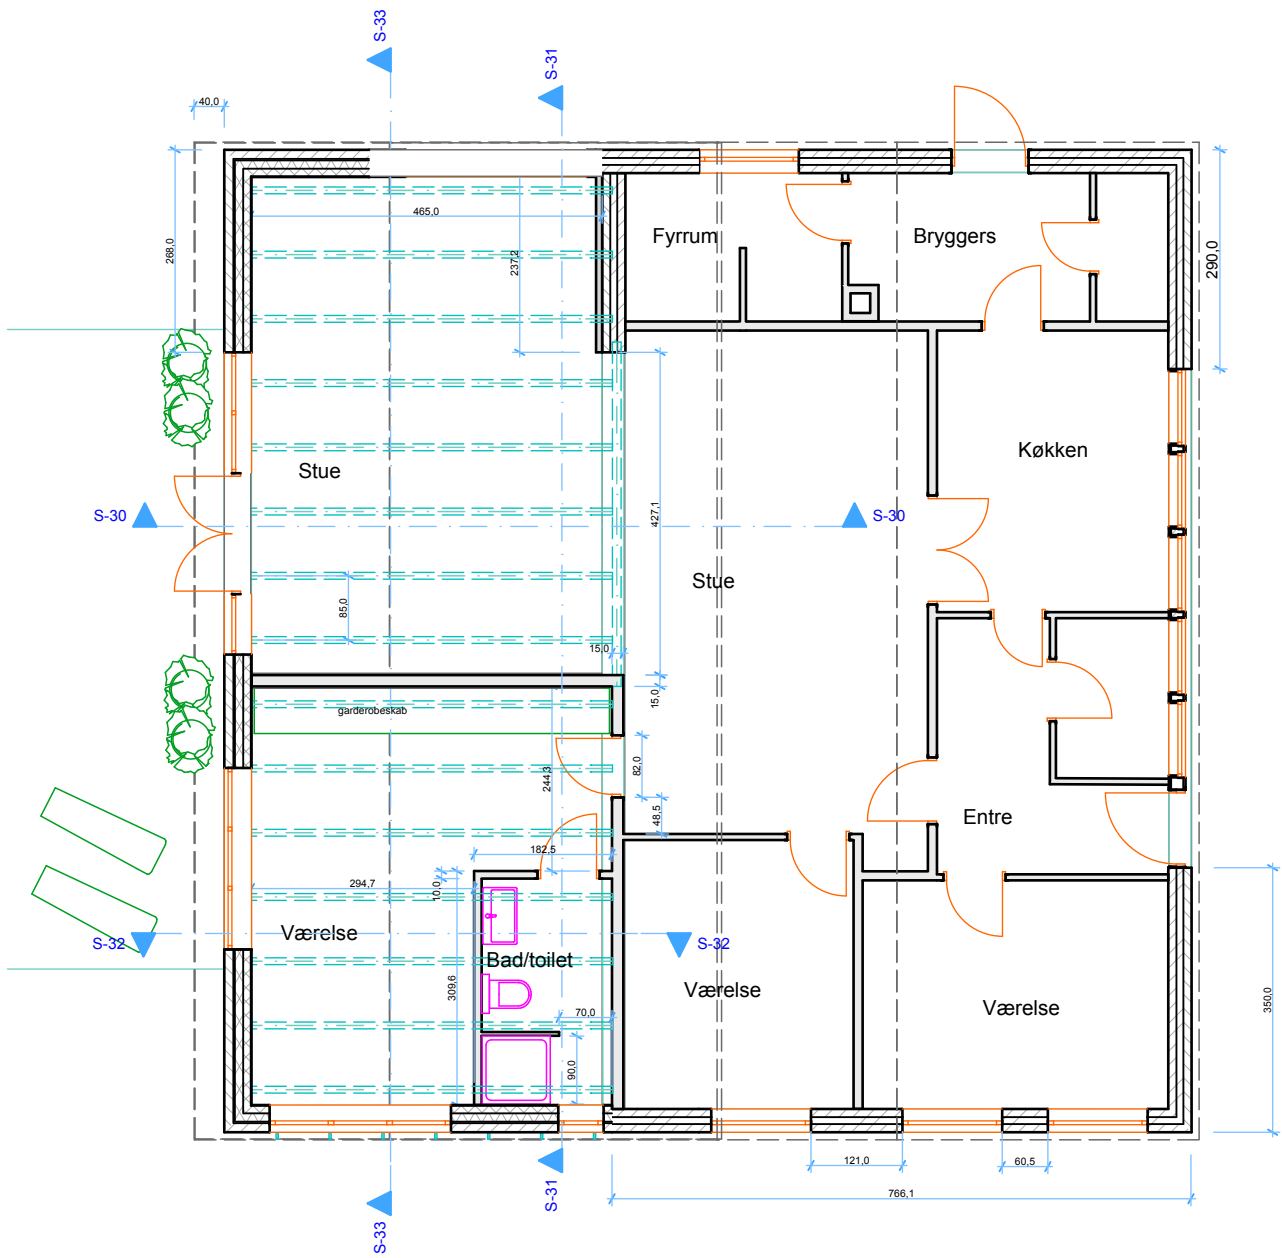 S-33
S-31
40,0
465,0
268,0
237,2
Fyrrum
Bryggers
290,0
Stue
Køkken
S-30
S-30
427,1
Stue
85,0
15,0
15,0
garderobeskab
82,0
244,3
48,5
Entre
182,5
294,7
10,0
Værelse
S-32
S-32
Bad/toilet
309,6
Værelse
Værelse
350,0
70,0
90,0
121,0
60,5
766,1
S-31
S-33